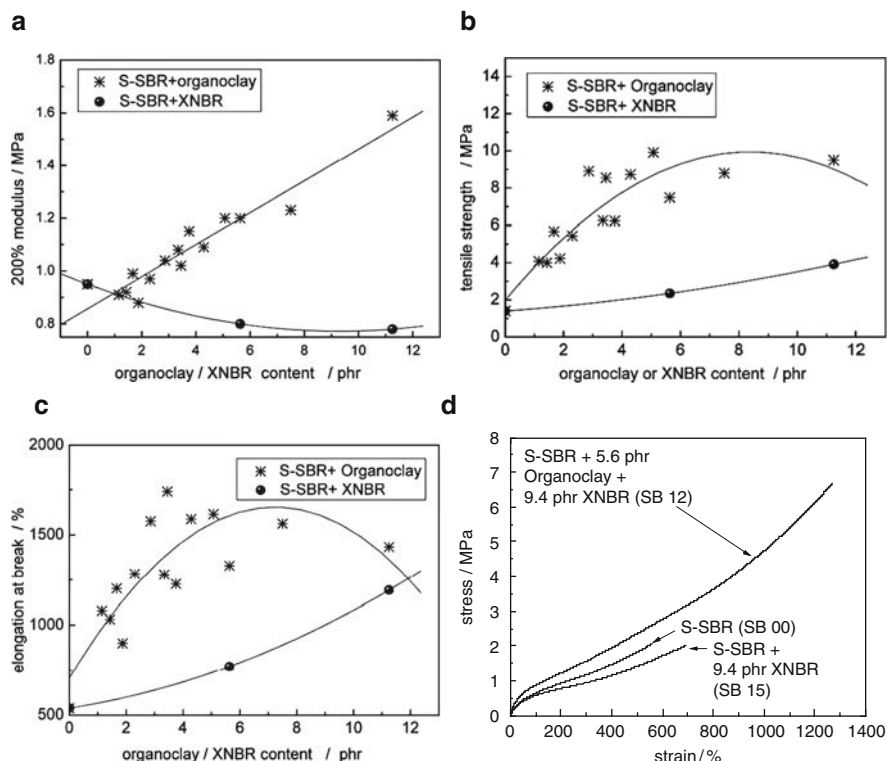 a
1.8
1.6
1.4
1.2
1.0
0.8
200% modulus / MPa
S-SBR+organoclay
S-SBR+XNBR
0 2 4 6 8 10 12
organoclay / XNBR content / phr
b
14
12
10
8
6
4
2
0
tensile strength / MPa
S-SBR+ Organoclay
S-SBR+ XNBR
0 2 4 6 8 10 12
organoclay or XNBR content / phr
c
2000
1500
1000
500
elongation at break / %
S-SBR+ Organoclay
S-SBR+ XNBR
0 2 4 6 8 10 12
organoclay / XNBR content / phr
d
8
7
6
5
4
3
2
1
0
stress / MPa
S-SBR + 5.6 phr
Organoclay +
9.4 phr XNBR (SB 12)
S-SBR (SB 00)
S-SBR +
9.4 phr XNBR
(SB 15)
0 200 400 600 800 1000 1200 1400
strain / %